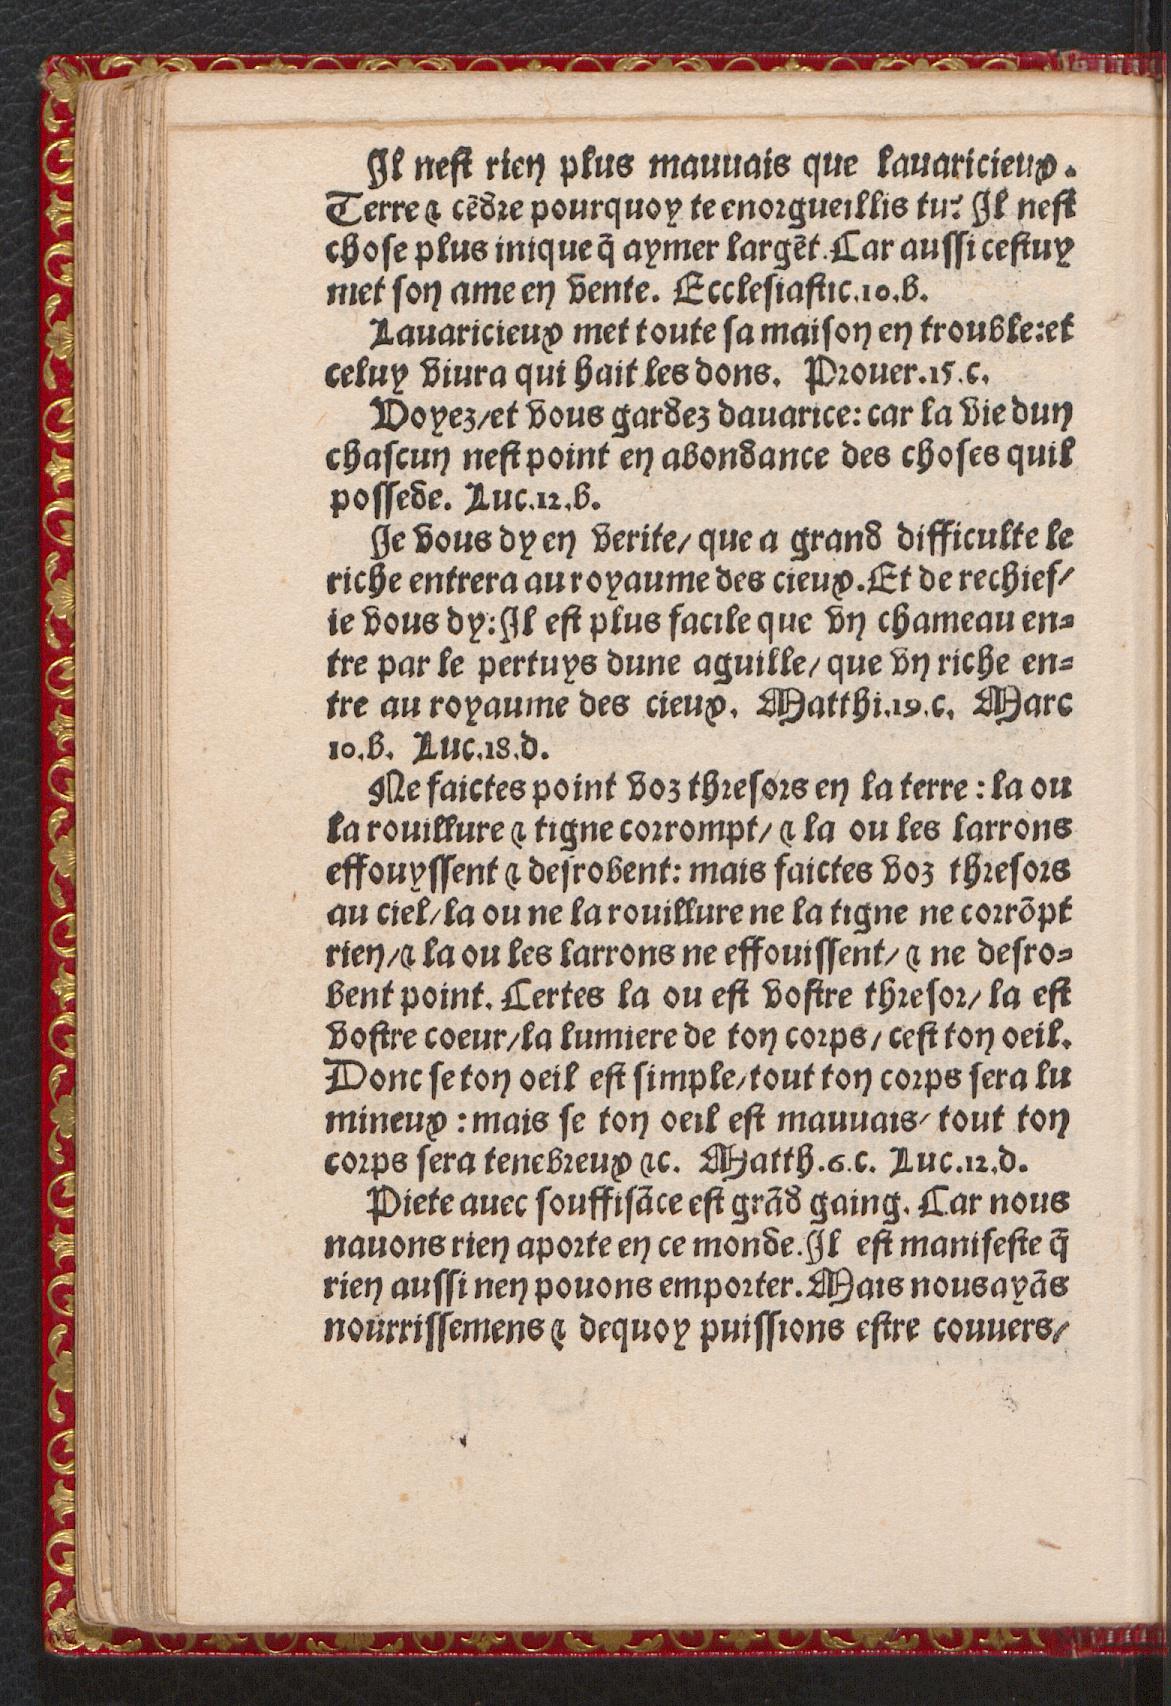 Il nest rien plus mauuais que lauaricieux.
Terre & cẽdre pourquoy te enorgueillis tu? Il nest
chose plus inique q̃ aymer largẽt. Car aussi cestuy
met son ame en vente. Ecclesiastic.10.b.
Lauaricieux met toute sa maison en trouble:et
celuy viura qui hait les dons. Prouer.15.c.
Voyez/et vous gardez dauarice: car la vie dun
chascun nest point en abondance des choses quil
possede. Luc.12.b.
Je vous dy en verite/ que a grand difficulte le
riche entrera au royaume des cieux. Et de rechief/
ie vous dy: Il est plus facile que vn chameau en=
tre par le pertuys dune aguille/ que vn riche en=
tre au royaume des cieux. Matthi.19.c. Marc
10.b. Luc.18.d.
Ne faictes point voz thresors en la terre : la ou
la rouillure & tigne corrompt/ & la ou les larrons
effouyssent & desrobent: mais faictes voz thresors
au ciel/la ou ne la rouillure ne la tigne ne corrõpt
rien/& la ou les larrons ne effouissent/ & ne desro=
bent point. Certes la ou est vostre thresor/ la est
vostre coeur/la lumiere de ton corps/ cest ton oeil.
Donc se ton oeil est simple/tout ton corps sera lu
mineux : mais se ton oeil est mauuais/ tout ton
corps sera tenebreux &c. Matth.6.c. Luc.12.d.
Piete auec souffisãce est grãd gaing. Car nous
nauons rien aporte en ce monde. Il est manifeste q̃
rien aussi nen pouons emporter. Mais nous ayãs
nourrissemens & dequoy puissions estre couuers/